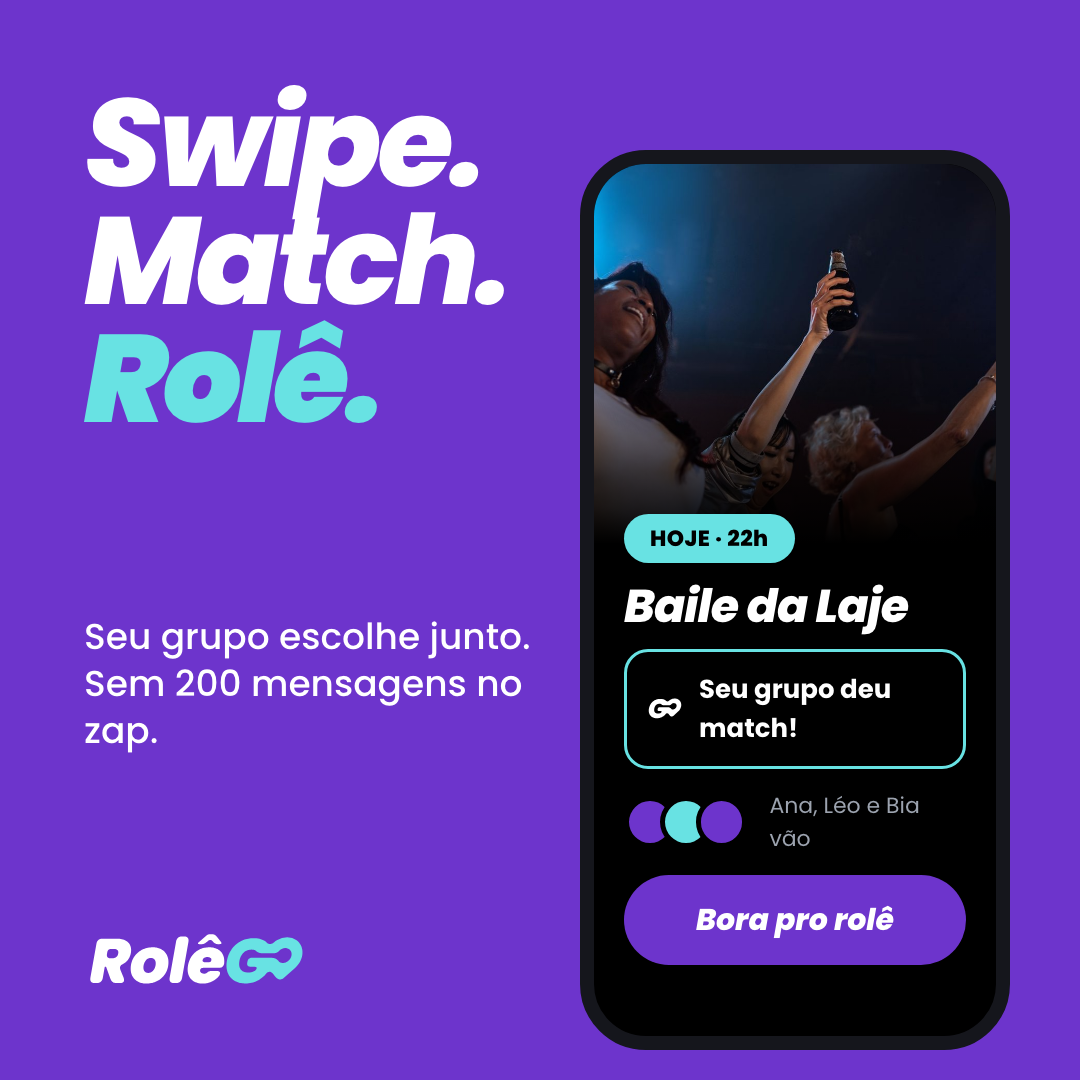 Swipe.
Match.
Rolê.
Seu grupo escolhe junto.
Sem 200 mensagens no
zap.
RolêGO
HOJE · 22h
Baile da Laje
Seu grupo deu
match!
Ana, Léo e Bia
vão
Bora pro rolê